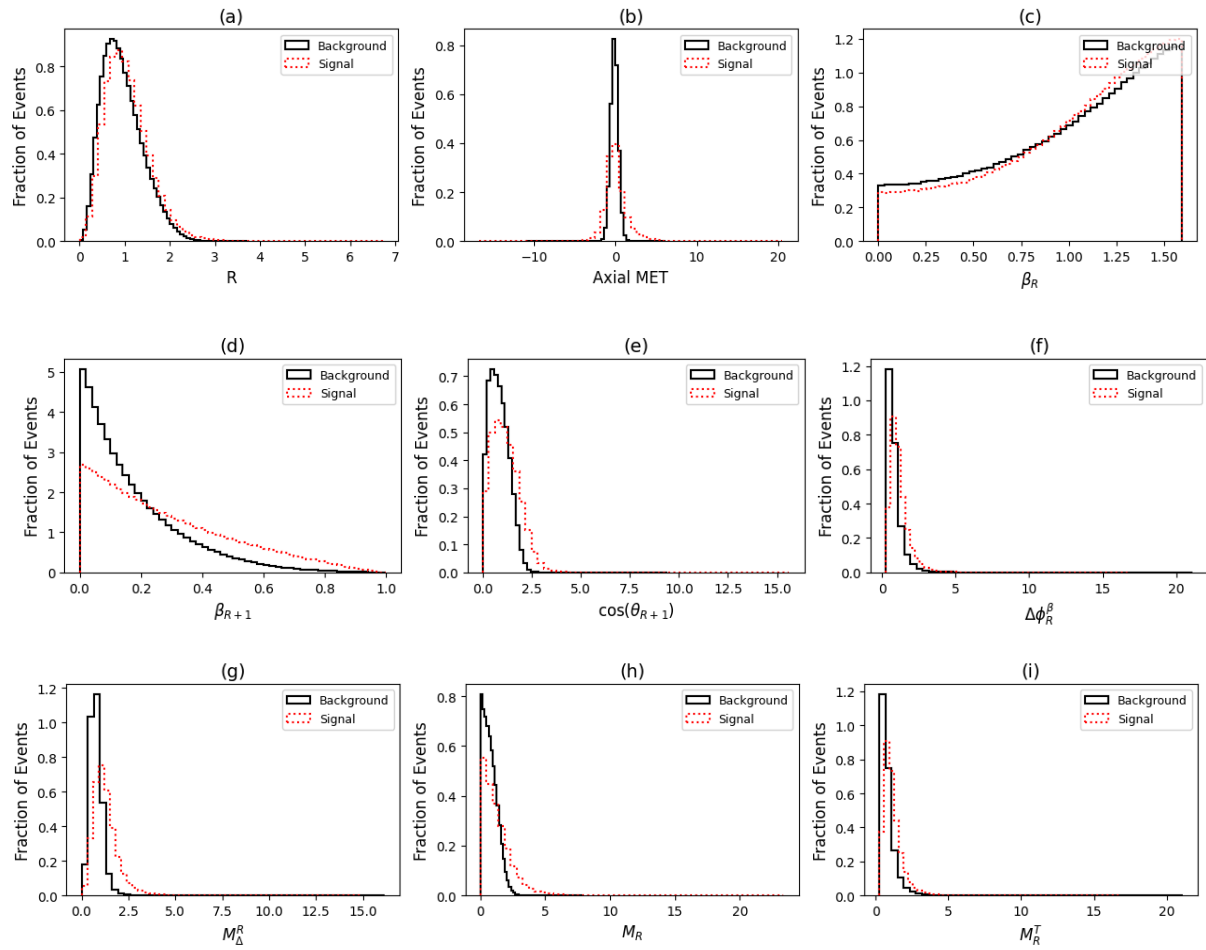 (a)
Fraction of Events
0.8
0.6
0.4
0.2
0.0
Background
Signal
0 1 2 3 4 5 6 7
R
(b)
Fraction of Events
0.8
0.6
0.4
0.2
0.0
Background
Signal
−10 0 10 20
Axial MET
(c)
Fraction of Events
1.2
1.0
0.8
0.6
0.4
0.2
0.0
Background
Signal
0.00 0.25 0.50 0.75 1.00 1.25 1.50
β_R
(d)
Fraction of Events
5
4
3
2
1
0
Background
Signal
0.0 0.2 0.4 0.6 0.8 1.0
β_{R+1}
(e)
Fraction of Events
0.7
0.6
0.5
0.4
0.3
0.2
0.1
0.0
Background
Signal
0.0 2.5 5.0 7.5 10.0 12.5 15.0
cos(θ_{R+1})
(f)
Fraction of Events
1.2
1.0
0.8
0.6
0.4
0.2
0.0
Background
Signal
0 5 10 15 20
Δϕ_R^β
(g)
Fraction of Events
1.2
1.0
0.8
0.6
0.4
0.2
0.0
Background
Signal
0.0 2.5 5.0 7.5 10.0 12.5 15.0
M_Δ^R
(h)
Fraction of Events
0.8
0.6
0.4
0.2
0.0
Background
Signal
0 5 10 15 20
M_R
(i)
Fraction of Events
1.2
1.0
0.8
0.6
0.4
0.2
0.0
Background
Signal
0 5 10 15 20
M_R^T